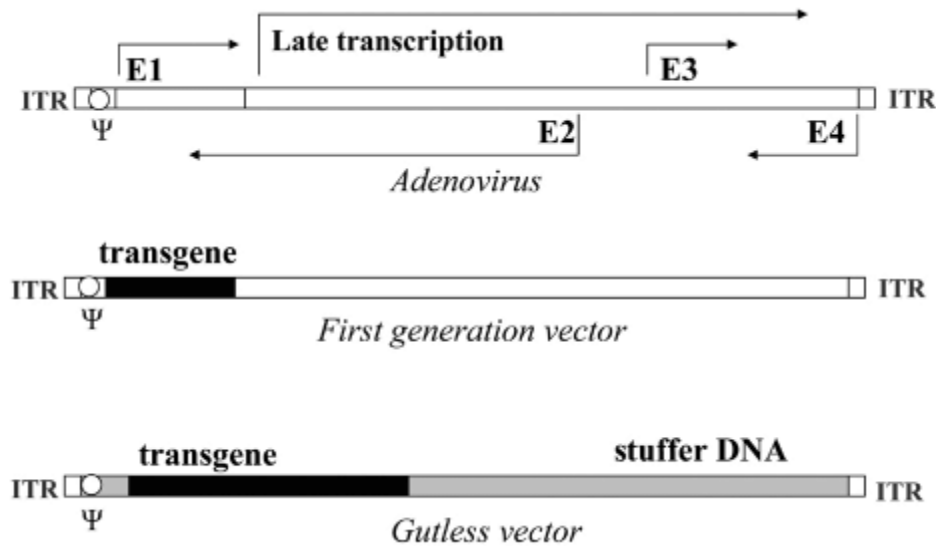 Late transcription
E1
E3
ITR
ITR
Ψ
E2
E4
Adenovirus
transgene
ITR
ITR
Ψ
First generation vector
transgene
stuffer DNA
ITR
ITR
Ψ
Gutless vector